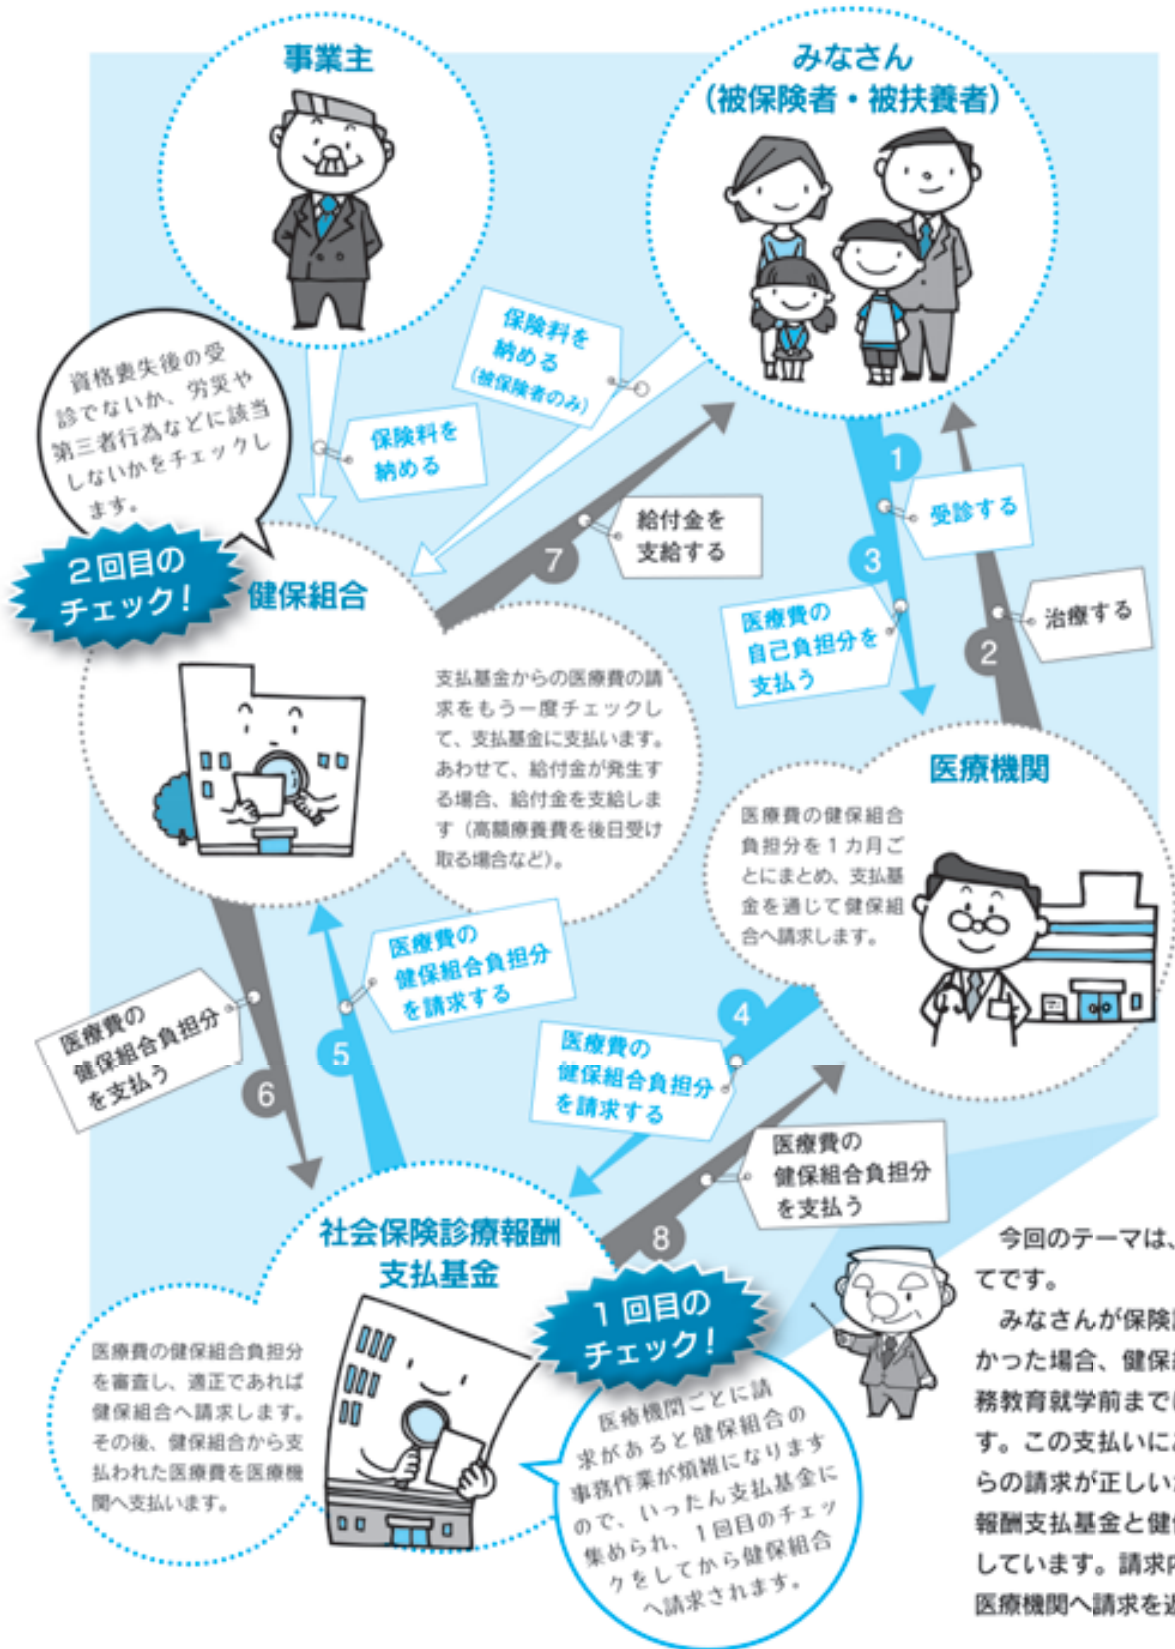 事業主
みなさん
（被保険者・被扶養者）
資格喪失後の受
診でないか、労災や
第三者行為などに該当
しないかをチェックし
ます。
保険料を
納める
保険料を
納める
（被保険者のみ）
1
受診する
2回目の
チェック！
健保組合
7
給付金を
支給する
3
医療費の
自己負担分を
支払う
2
治療する
支払基金からの医療費の請
求をもう一度チェックし
て、支払基金に支払います。
あわせて、給付金が発生す
る場合、給付金を支給しま
す（高額療養費を後日受け
取る場合など）。
医療機関
医療費の健保組合
負担分を1カ月ご
とにまとめ、支払基
金を通じて健保組
合へ請求します。
医療費の
健保組合負担分
を支払う
6
5
医療費の
健保組合負担分
を請求する
4
医療費の
健保組合負担分
を請求する
医療費の
健保組合負担分
を支払う
8
社会保険診療報酬
支払基金
医療費の健保組合負担分
を審査し、適正であれば
健保組合へ請求します。
その後、健保組合から支
払われた医療費を医療機
関へ支払います。
1回目の
チェック！
医療機関ごとに請
求があると健保組合の
事務作業が煩雑になります
ので、いったん支払基金に
集められ、1回目のチェッ
クをしてから健保組合
へ請求されます。
今回のテーマは、
てです。
みなさんが保険
かった場合、健保
務教育就学前まで
す。この支払いに
らの請求が正しい
報酬支払基金と健
しています。請求
医療機関へ請求を